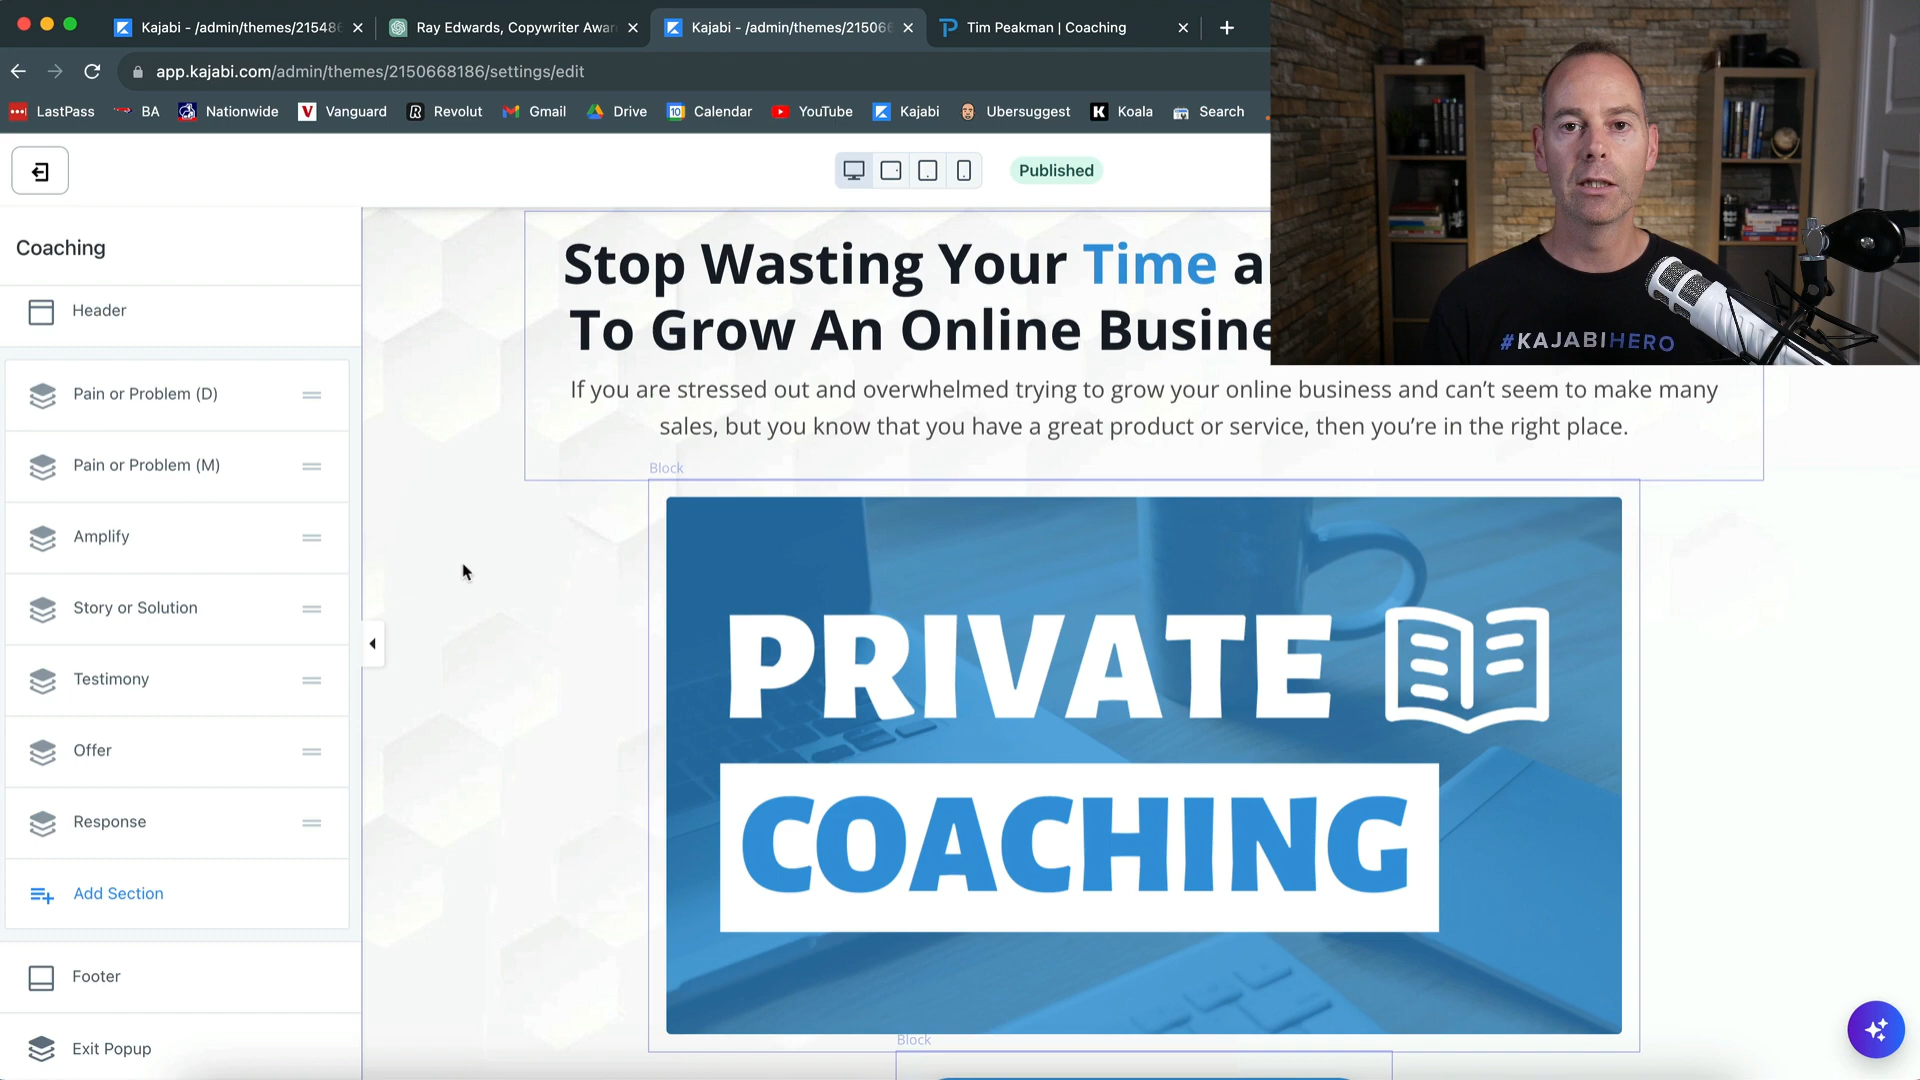 Kajabi - /admin/themes/215486
Ray Edwards, Copywriter Awar
Kajabi - /admin/themes/215066
Tim Peakman | Coaching
app.kajabi.com/admin/themes/2150668186/settings/edit
LastPass
BA
Nationwide
Vanguard
Revolut
Gmail
Drive
Calendar
YouTube
Kajabi
Ubersuggest
Koala
Search
Published
Coaching
Header
Pain or Problem (D)
Pain or Problem (M)
Amplify
Story or Solution
Testimony
Offer
Response
Add Section
Footer
Exit Popup
Stop Wasting Your Time a
To Grow An Online Busine
If you are stressed out and overwhelmed trying to grow your online business and can’t seem to make many
sales, but you know that you have a great product or service, then you’re in the right place.
Block
PRIVATE
COACHING
Block
#KAJABIHERO